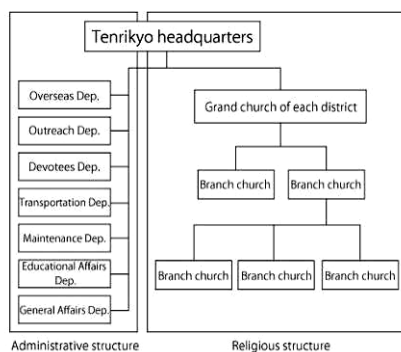 Tenrikyo headquarters
Overseas Dep.
Outreach Dep.
Devotees Dep.
Transportation Dep.
Maintenance Dep.
Educational Affairs
Dep.
General Affairs Dep.
Grand church of each district
Branch church
Branch church
Branch church
Branch church
Branch church
Administrative structure
Religious structure